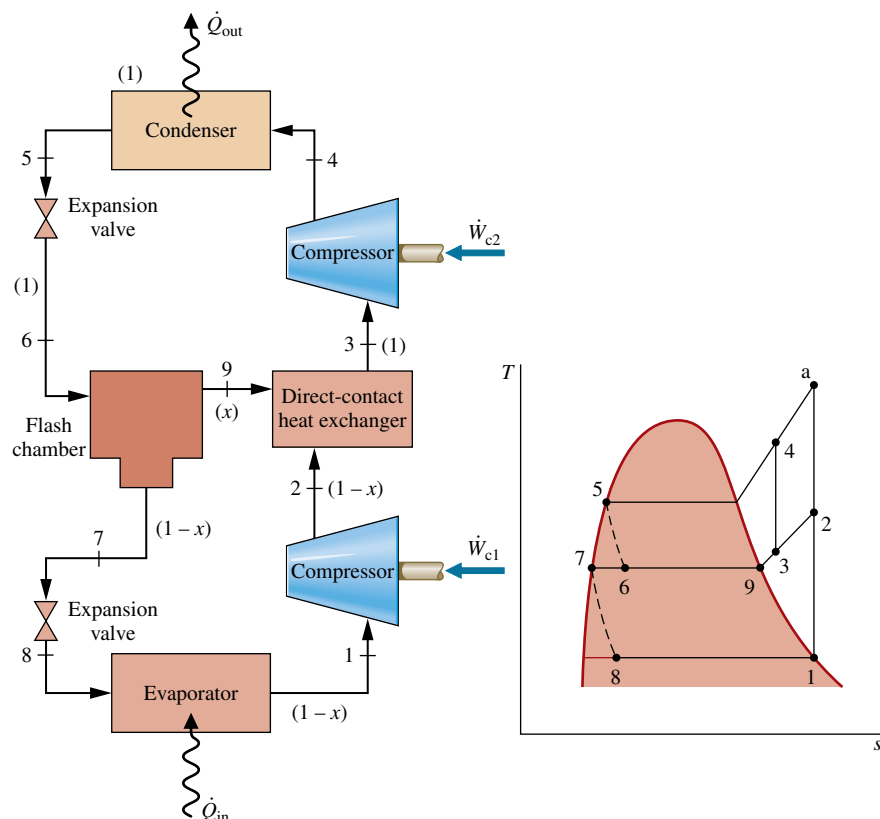 Q̇out
(1)
Condenser
5
4
Expansion
valve
Compressor
Ẇc2
(1)
6
3
(1)
9
(x)
Direct-contact
heat exchanger
Flash
chamber
2
(1 – x)
(1 – x)
7
Compressor
Ẇc1
Expansion
valve
8
1
Evaporator
(1 – x)
Q̇in
T
a
4
5
2
3
7
6
9
8
1
s